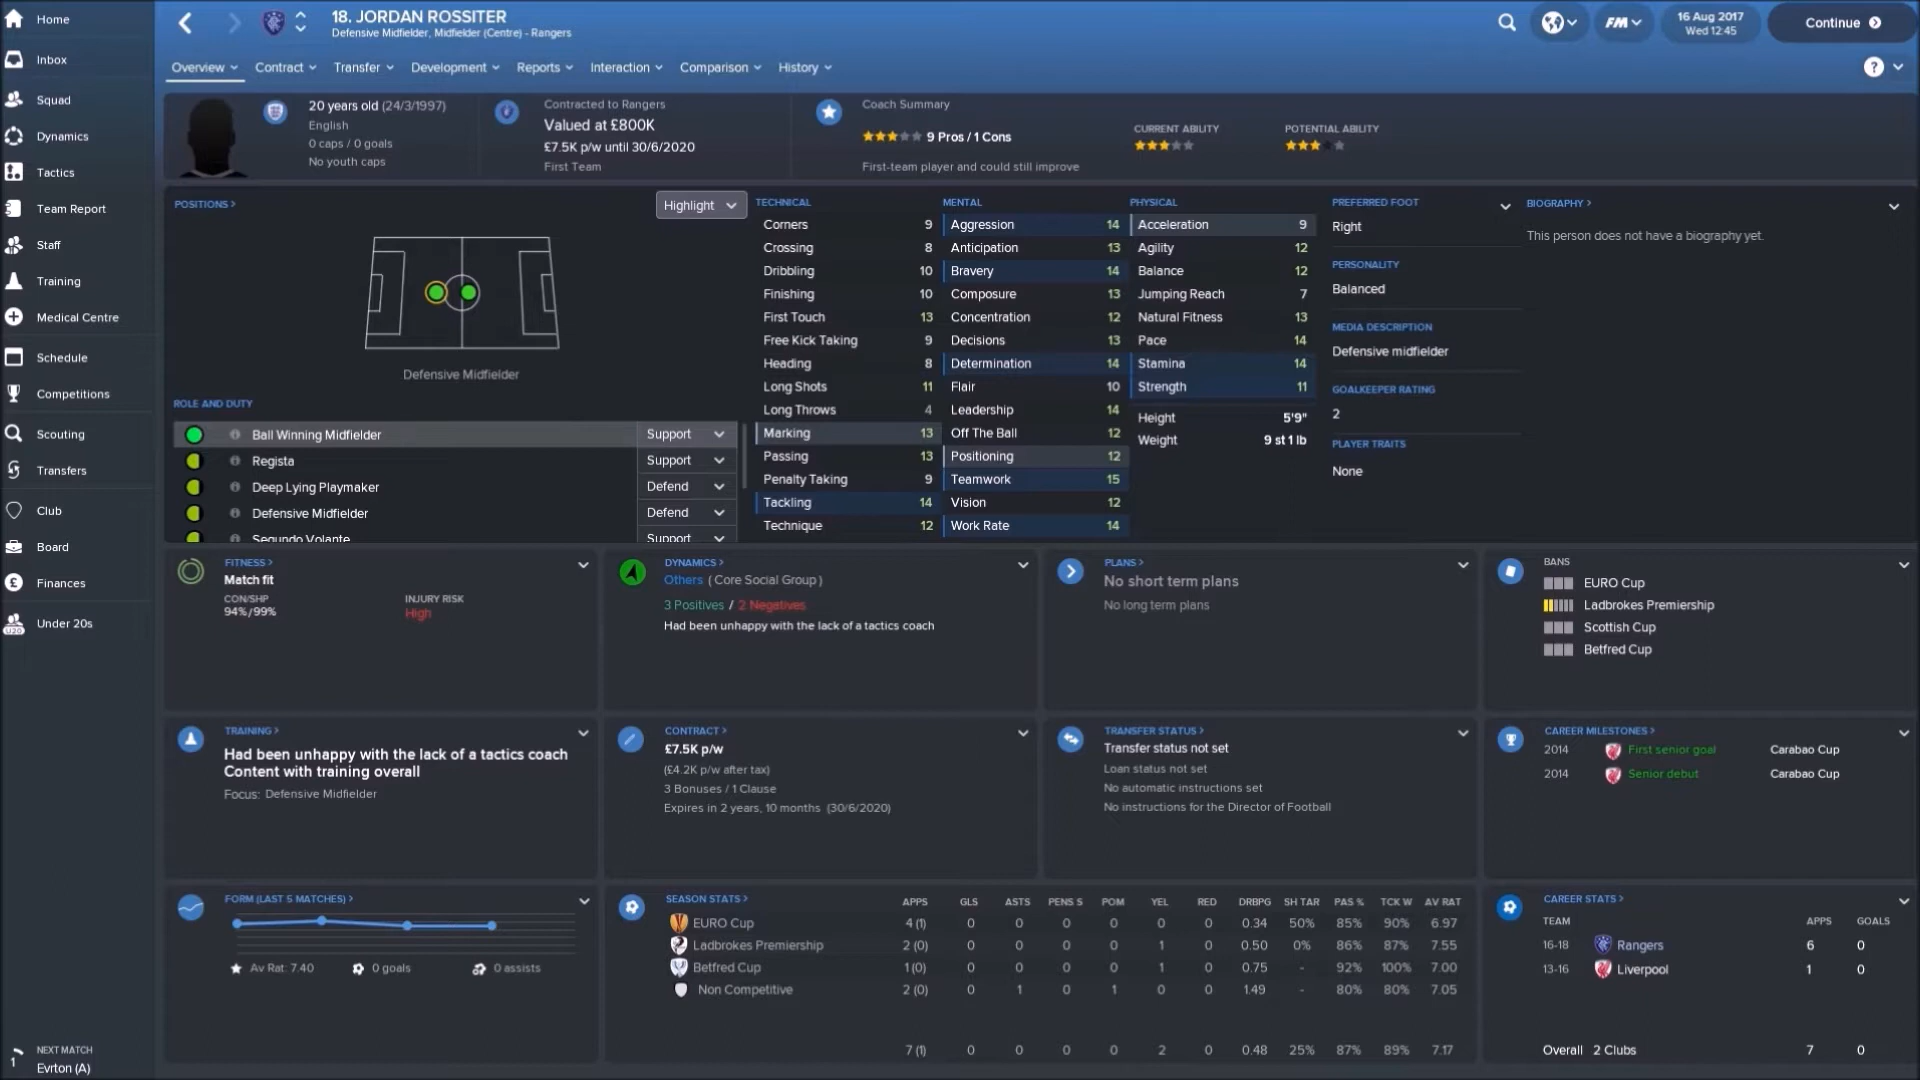 Home
Inbox
Squad
Dynamics
Tactics
Team Report
Staff
Training
Medical Centre
Schedule
Competitions
Scouting
Transfers
Club
Board
Finances
U20
Under 20s
1
NEXT MATCH
Evrton (A)
18. JORDAN ROSSITER
Defensive Midfielder, Midfielder (Centre) - Rangers
FM
16 Aug 2017
Wed 12:45
Continue
Overview Contract Transfer Development Reports Interaction Comparison History
?
20 years old (24/3/1997)
English
0 caps / 0 goals
No youth caps
Contracted to Rangers
Valued at £800K
£7.5K p/w until 30/6/2020
First Team
Coach Summary
9 Pros / 1 Cons
First-team player and could still improve
CURRENT ABILITY
POTENTIAL ABILITY
POSITIONS >
Highlight
Defensive Midfielder
ROLE AND DUTY
Ball Winning Midfielder Support
Regista Support
Deep Lying Playmaker Defend
Defensive Midfielder Defend
Segundo Volante Support
TECHNICAL
Corners 9
Crossing 8
Dribbling 10
Finishing 10
First Touch 13
Free Kick Taking 9
Heading 8
Long Shots 11
Long Throws 4
Marking 13
Passing 13
Penalty Taking 9
Tackling 14
Technique 12
MENTAL
Aggression 14
Anticipation 13
Bravery 14
Composure 13
Concentration 12
Decisions 13
Determination 14
Flair 10
Leadership 14
Off The Ball 12
Positioning 12
Teamwork 15
Vision 12
Work Rate 14
PHYSICAL
Acceleration 9
Agility 12
Balance 12
Jumping Reach 7
Natural Fitness 13
Pace 14
Stamina 14
Strength 11
Height 5'9"
Weight 9 st 1 lb
PREFERRED FOOT
Right
PERSONALITY
Balanced
MEDIA DESCRIPTION
Defensive midfielder
GOALKEEPER RATING
2
PLAYER TRAITS
None
BIOGRAPHY >
This person does not have a biography yet.
FITNESS >
Match fit
CON/SHP INJURY RISK
94%/99% High
DYNAMICS >
Others (Core Social Group)
3 Positives / 2 Negatives
Had been unhappy with the lack of a tactics coach
PLANS >
No short term plans
No long term plans
BANS
EURO Cup
Ladbrokes Premiership
Scottish Cup
Betfred Cup
TRAINING >
Had been unhappy with the lack of a tactics coach
Content with training overall
Focus: Defensive Midfielder
CONTRACT >
£7.5K p/w
(£4.2K p/w after tax)
3 Bonuses / 1 Clause
Expires in 2 years, 10 months (30/6/2020)
TRANSFER STATUS >
Transfer status not set
Loan status not set
No automatic instructions set
No instructions for the Director of Football
CAREER MILESTONES >
2014 First senior goal Carabao Cup
2014 Senior debut Carabao Cup
FORM (LAST 5 MATCHES) >
Av Rat: 7.40 0 goals 0 assists
SEASON STATS > APPS GLS ASTS PENS S POM YEL RED DRBPG SH TAR PAS % TCK W AV RAT
EURO Cup 4 (1) 0 0 0 0 0 0 0.34 50% 85% 90% 6.97
Ladbrokes Premiership 2 (0) 0 0 0 0 1 0 0.50 0% 86% 87% 7.55
Betfred Cup 1 (0) 0 0 0 0 1 0 0.75 - 92% 100% 7.00
Non Competitive 2 (0) 0 1 0 1 0 0 1.49 - 80% 80% 7.05
7 (1) 0 0 0 0 2 0 0.48 25% 87% 89% 7.17
CAREER STATS >
TEAM APPS GOALS
16-18 Rangers 6 0
13-16 Liverpool 1 0
Overall 2 Clubs 7 0